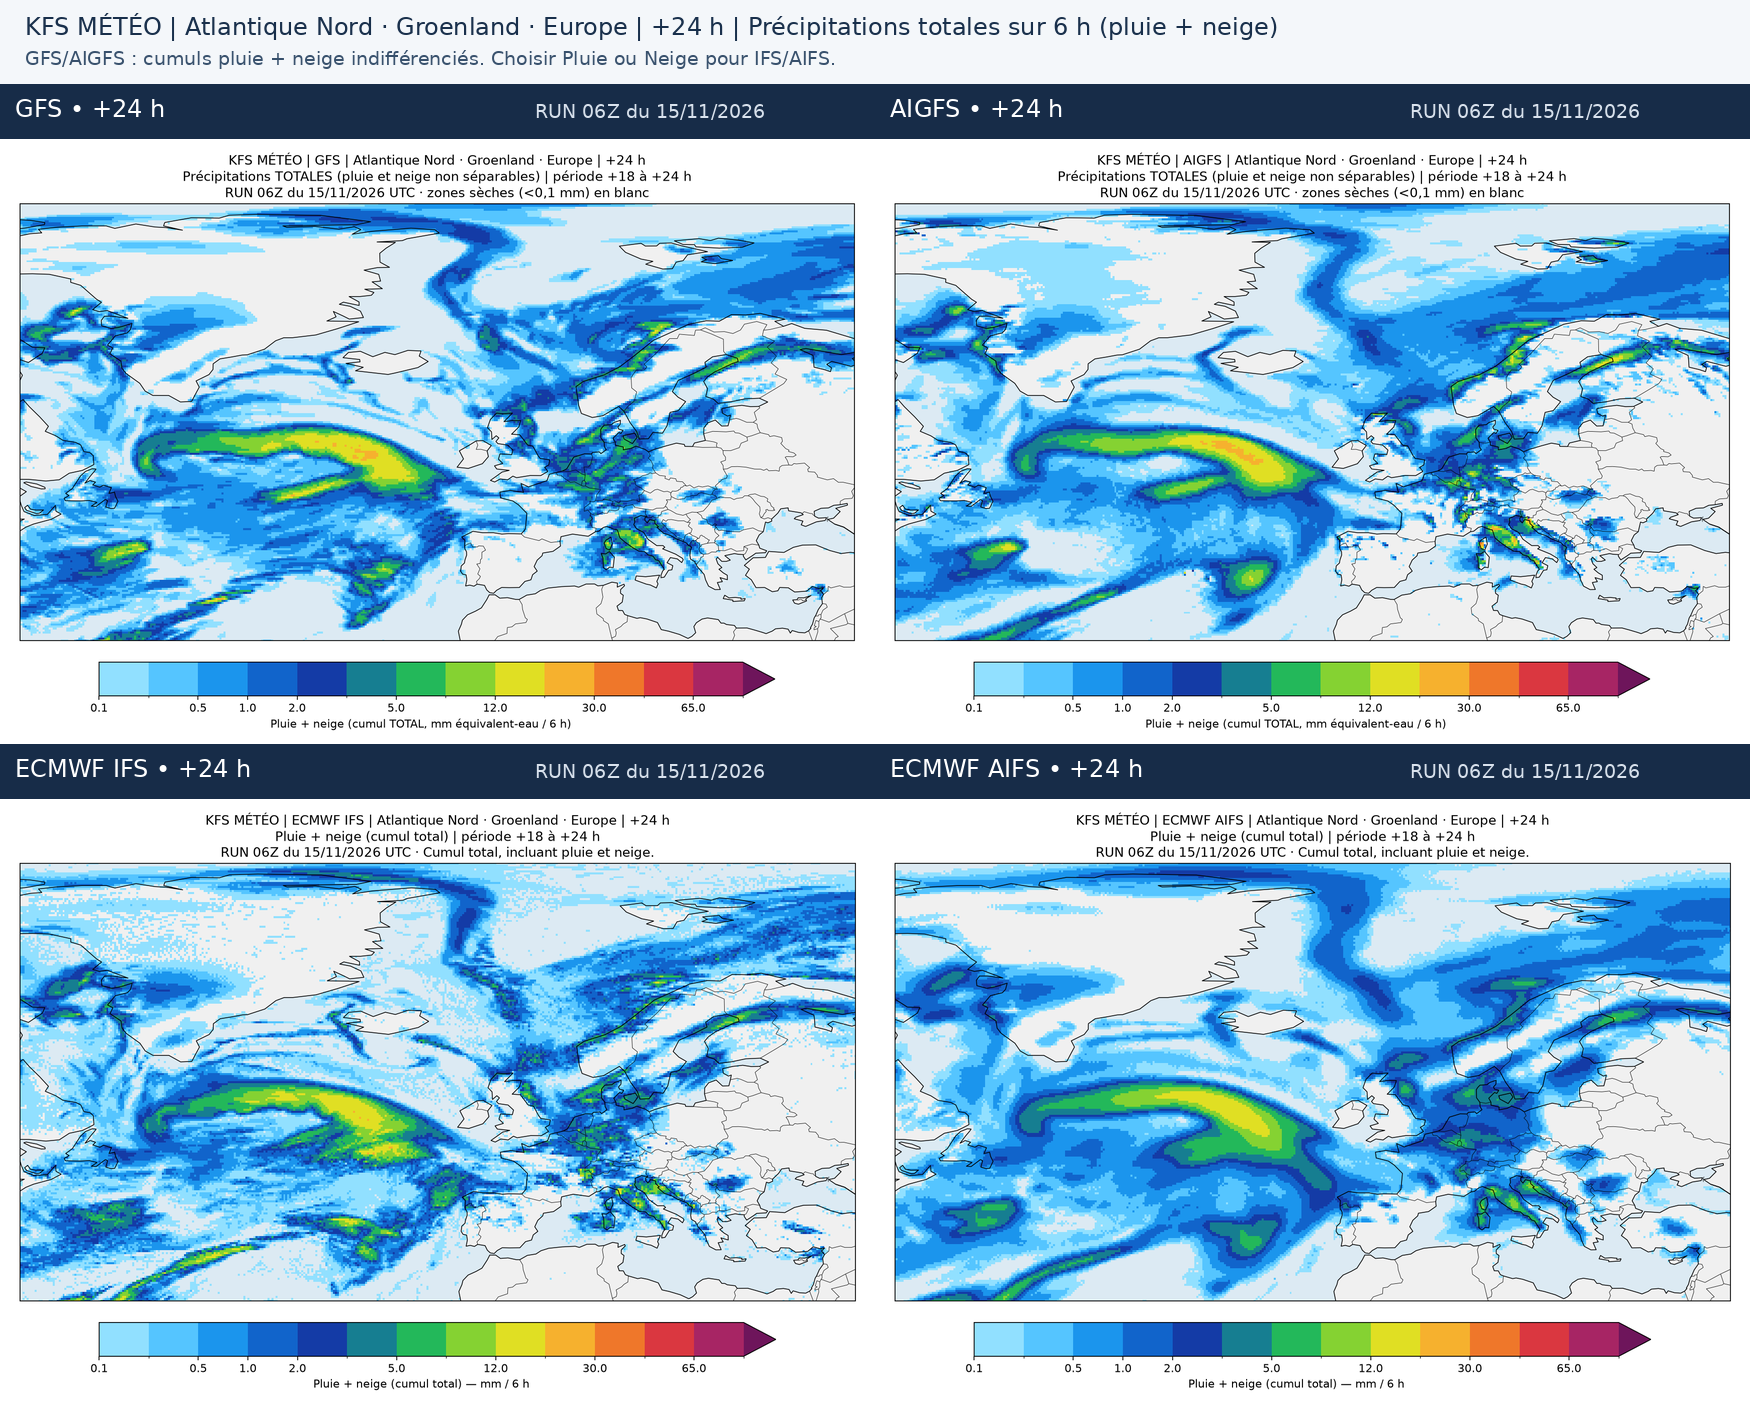 KFS MÉTÉO | Atlantique Nord · Groenland · Europe | +24 h | Précipitations totales sur 6 h (pluie + neige)
GFS/AIGFS : cumuls pluie + neige indifférenciés. Choisir Pluie ou Neige pour IFS/AIFS.
GFS • +24 h
RUN 06Z du 15/11/2026
KFS MÉTÉO | GFS | Atlantique Nord · Groenland · Europe | +24 h
Précipitations TOTALES (pluie et neige non séparables) | période +18 à +24 h
RUN 06Z du 15/11/2026 UTC · zones sèches (<0,1 mm) en blanc
0.1 0.5 1.0 2.0 5.0 12.0 30.0 65.0
Pluie + neige (cumul TOTAL, mm équivalent-eau / 6 h)
AIGFS • +24 h
RUN 06Z du 15/11/2026
KFS MÉTÉO | AIGFS | Atlantique Nord · Groenland · Europe | +24 h
Précipitations TOTALES (pluie et neige non séparables) | période +18 à +24 h
RUN 06Z du 15/11/2026 UTC · zones sèches (<0,1 mm) en blanc
0.1 0.5 1.0 2.0 5.0 12.0 30.0 65.0
Pluie + neige (cumul TOTAL, mm équivalent-eau / 6 h)
ECMWF IFS • +24 h
RUN 06Z du 15/11/2026
KFS MÉTÉO | ECMWF IFS | Atlantique Nord · Groenland · Europe | +24 h
Pluie + neige (cumul total) | période +18 à +24 h
RUN 06Z du 15/11/2026 UTC · Cumul total, incluant pluie et neige.
0.1 0.5 1.0 2.0 5.0 12.0 30.0 65.0
Pluie + neige (cumul total) — mm / 6 h
ECMWF AIFS • +24 h
RUN 06Z du 15/11/2026
KFS MÉTÉO | ECMWF AIFS | Atlantique Nord · Groenland · Europe | +24 h
Pluie + neige (cumul total) | période +18 à +24 h
RUN 06Z du 15/11/2026 UTC · Cumul total, incluant pluie et neige.
0.1 0.5 1.0 2.0 5.0 12.0 30.0 65.0
Pluie + neige (cumul total) — mm / 6 h